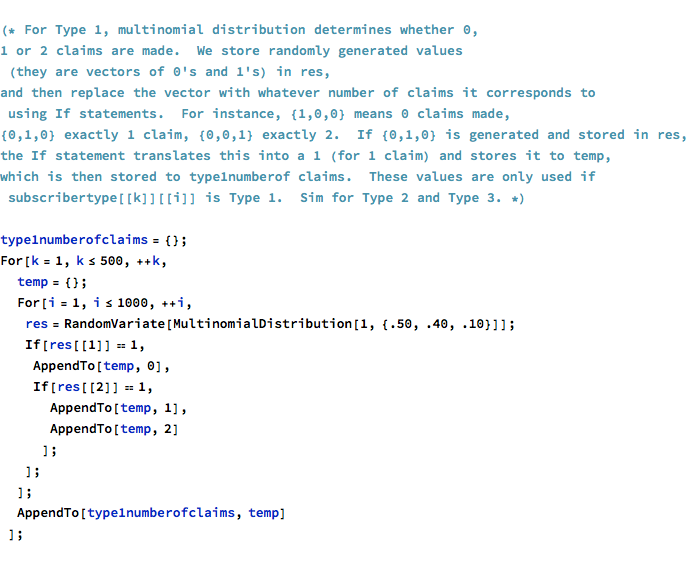 (* For Type 1, multinomial distribution determines whether 0,
1 or 2 claims are made.  We store randomly generated values
(they are vectors of 0's and 1's) in res,
and then replace the vector with whatever number of claims it corresponds to
using If statements.  For instance, {1,0,0} means 0 claims made,
{0,1,0} exactly 1 claim, {0,0,1} exactly 2.  If {0,1,0} is generated and stored in res,
the If statement translates this into a 1 (for 1 claim) and stores it to temp,
which is then stored to type1numberof claims.  These values are only used if
subscribertype[[k]][[i]] is Type 1.  Sim for Type 2 and Type 3. *)
type1numberofclaims = {};
For[k = 1, k ≤ 500, ++k,
temp = {};
For[i = 1, i ≤ 1000, ++i,
res = RandomVariate[MultinomialDistribution[1, {.50, .40, .10}]];
If[res[[1]] == 1,
AppendTo[temp, 0],
If[res[[2]] == 1,
AppendTo[temp, 1],
AppendTo[temp, 2]
];
];
];
AppendTo[type1numberofclaims, temp]
];